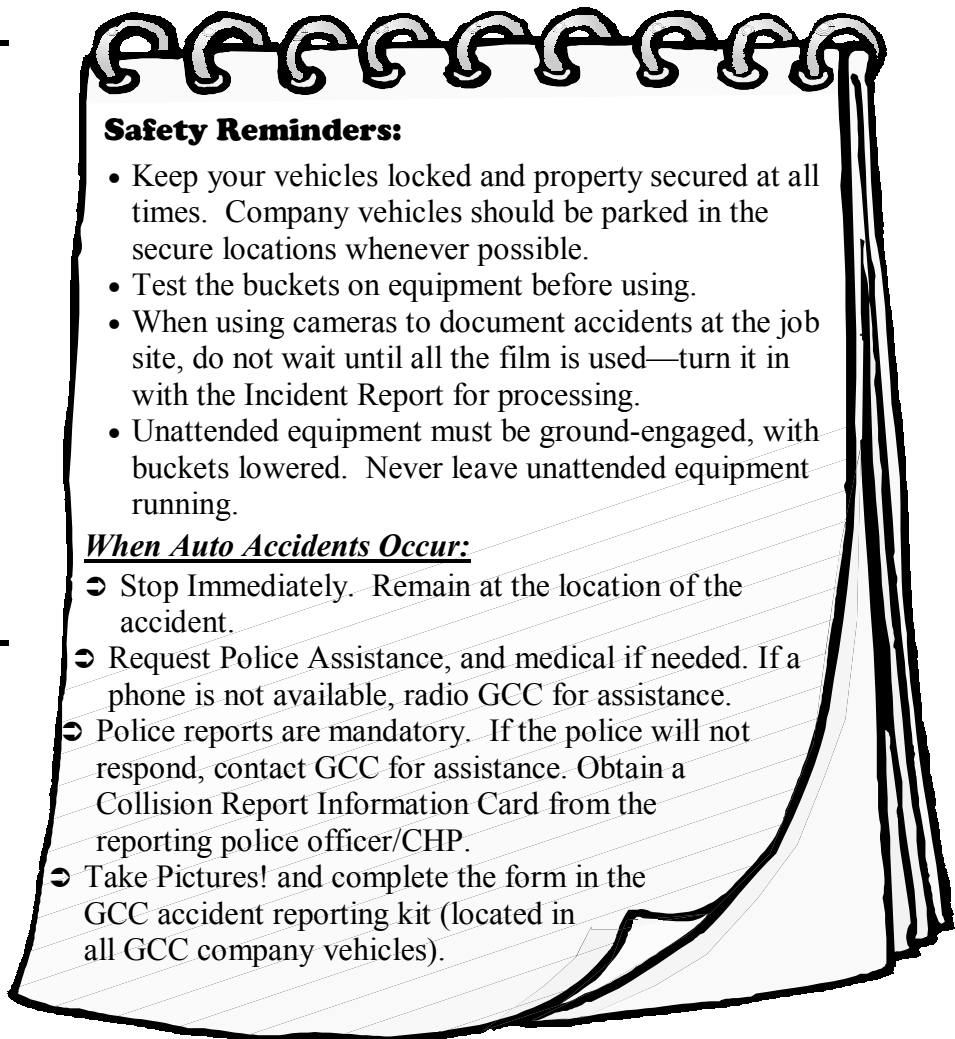 Safety Reminders:
• Keep your vehicles locked and property secured at all
times.  Company vehicles should be parked in the
secure locations whenever possible.
• Test the buckets on equipment before using.
• When using cameras to document accidents at the job
site, do not wait until all the film is used—turn it in
with the Incident Report for processing.
• Unattended equipment must be ground-engaged, with
buckets lowered.  Never leave unattended equipment
running.
When Auto Accidents Occur:
➲ Stop Immediately.  Remain at the location of the
accident.
➲ Request Police Assistance, and medical if needed. If a
phone is not available, radio GCC for assistance.
➲ Police reports are mandatory.  If the police will not
respond, contact GCC for assistance. Obtain a
Collision Report Information Card from the
reporting police officer/CHP.
➲ Take Pictures! and complete the form in the
GCC accident reporting kit (located in
all GCC company vehicles).